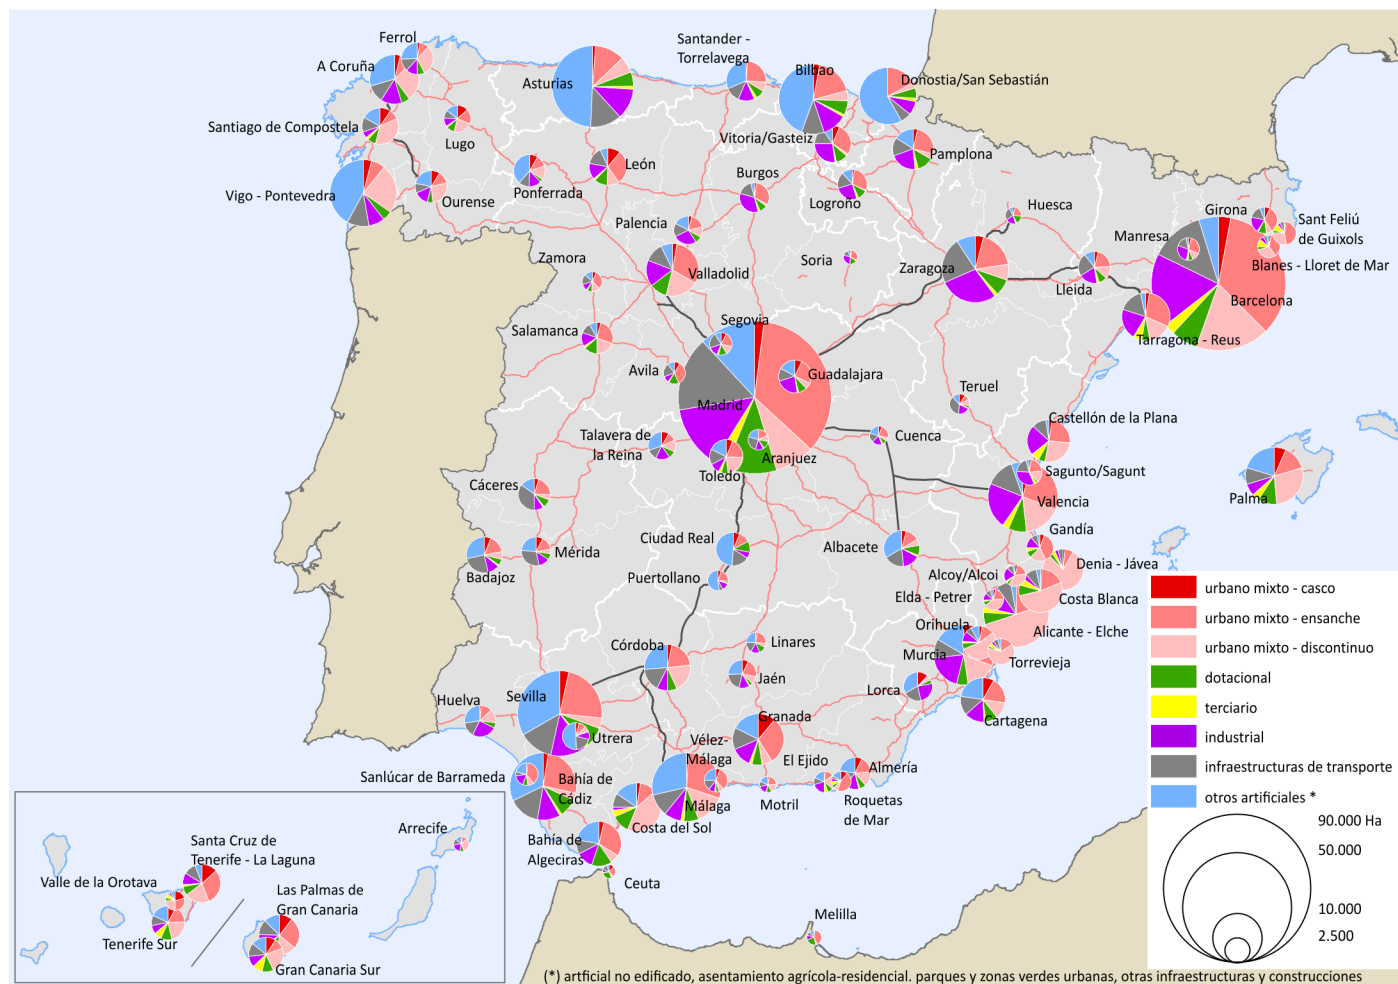 Ferrol
A Coruña
Santander -
Torrelavega
Asturias
Bilbao
Donostia/San Sebastián
Santiago de Compostela
Lugo
Vitoria/Gasteiz
Pamplona
León
Ponferrada
Burgos
Logroño
Vigo - Pontevedra
Ourense
Palencia
Huesca
Girona
Sant Feliú
de Guixols
Manresa
Blanes - Lloret de Mar
Zamora
Valladolid
Soria
Zaragoza
Lleida
Barcelona
Tarragona - Reus
Salamanca
Segovia
Avila
Guadalajara
Madrid
Teruel
Castellón de la Plana
Talavera de
la Reina
Aranjuez
Toledo
Cuenca
Sagunto/Sagunt
Cáceres
Valencia
Palma
Gandía
Ciudad Real
Albacete
Mérida
Badajoz
Puertollano
Denia - Jávea
Alcoy/Alcoi
Elda - Petrer
Costa Blanca
Orihuela
Alicante - Elche
Murcia
Torrevieja
Córdoba
Linares
Jaén
Lorca
Cartagena
Huelva
Sevilla
Utrera
Granada
Vélez-
Málaga
El Ejido
Almería
Sanlúcar de Barrameda
Bahía de
Cádiz
Málaga
Motril
Roquetas
de Mar
Costa del Sol
Bahía de
Algeciras
Ceuta
Melilla
Arrecife
Santa Cruz de
Tenerife - La Laguna
Valle de la Orotava
Las Palmas de
Gran Canaria
Tenerife Sur
Gran Canaria Sur
urbano mixto - casco
urbano mixto - ensanche
urbano mixto - discontinuo
dotacional
terciario
industrial
infraestructuras de transporte
otros artificiales *
90.000 Ha
50.000
10.000
2.500
(*) artficial no edificado, asentamiento agrícola-residencial. parques y zonas verdes urbanas, otras infraestructuras y construcciones